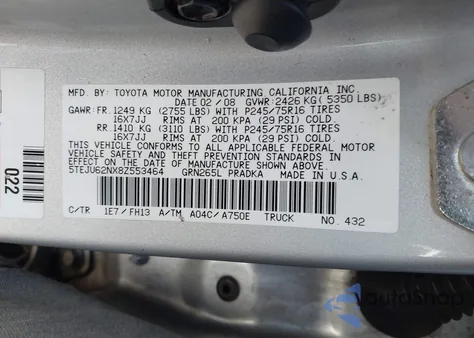 MFD. BY: TOYOTA MOTOR MANUFACTURING CALIFORNIA INC.
DATE 02 / 08 GVWR: 2426 KG ( 5350 LBS)
GAWR: FR. 1249 KG (2755 LBS) WITH P245/75R16 TIRES
16X7JJ RIMS AT 200 KPA (29 PSI) COLD.
RR. 1410 KG (3110 LBS) WITH P245/75R16 TIRES
16X7JJ RIMS AT 200 KPA (29 PSI) COLD.
THIS VEHICLE CONFORMS TO ALL APPLICABLE FEDERAL MOTOR
VEHICLE SAFETY AND THEFT PREVENTION STANDARDS IN
EFFECT ON THE DATE OF MANUFACTURE SHOWN ABOVE.
5TEJU62NX8Z553464 GRN265L PRADKA MADE IN U.S.A.
C/TR 1E7 / FH13 A/TM A04C / A750E TRUCK NO. 432
022
AutoSnap